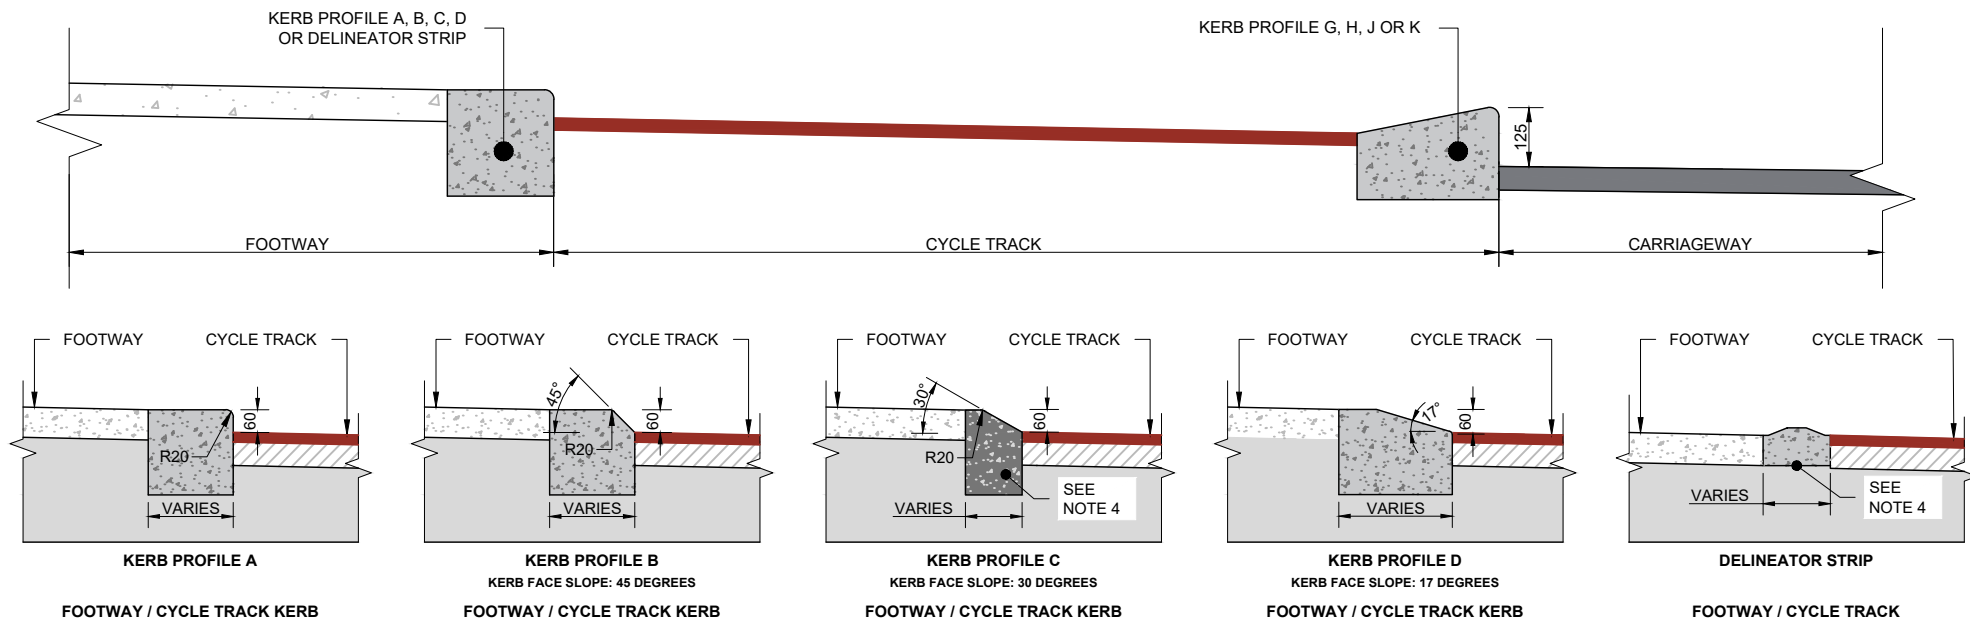 KERB PROFILE A, B, C, D
OR DELINEATOR STRIP
KERB PROFILE G, H, J OR K
125
FOOTWAY
CYCLE TRACK
CARRIAGEWAY
FOOTWAY
CYCLE TRACK
60
R20
VARIES
KERB PROFILE A
FOOTWAY / CYCLE TRACK KERB
FOOTWAY
CYCLE TRACK
45°
60
R20
VARIES
KERB PROFILE B
KERB FACE SLOPE: 45 DEGREES
FOOTWAY / CYCLE TRACK KERB
FOOTWAY
CYCLE TRACK
30°
60
R20
SEE
NOTE 4
VARIES
KERB PROFILE C
KERB FACE SLOPE: 30 DEGREES
FOOTWAY / CYCLE TRACK KERB
FOOTWAY
CYCLE TRACK
17°
60
VARIES
KERB PROFILE D
KERB FACE SLOPE: 17 DEGREES
FOOTWAY / CYCLE TRACK KERB
FOOTWAY
CYCLE TRACK
SEE
NOTE 4
VARIES
DELINEATOR STRIP
FOOTWAY / CYCLE TRACK